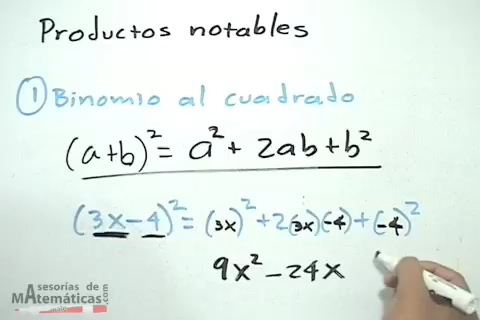 Productos notables
① Binomio al cuadrado
(a+b)² = a² + 2ab + b²
(3x-4)² = (3x)² + 2(3x)(-4) + (-4)²
9x² - 24x
Asesorías de
Matemáticas.com